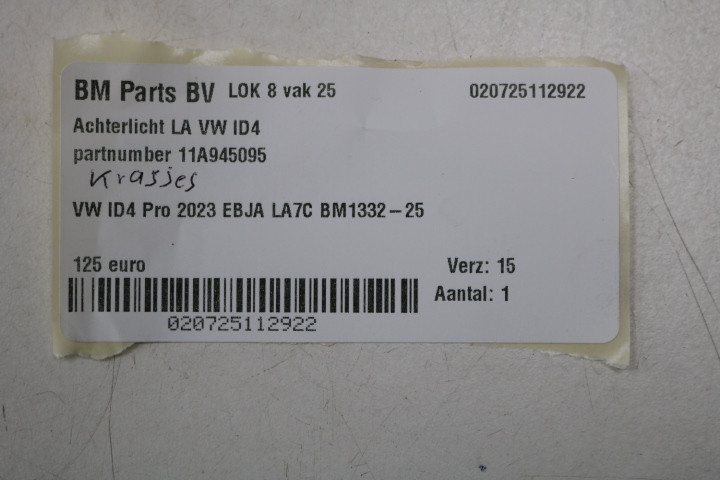 BM Parts BV LOK 8 vak 25 020725112922
Achterlicht LA VW ID4
partnumber 11A945095
Krasjes
VW ID4 Pro 2023 EBJA LA7C BM1332-25
125 euro Verz: 15
Aantal: 1
020725112922